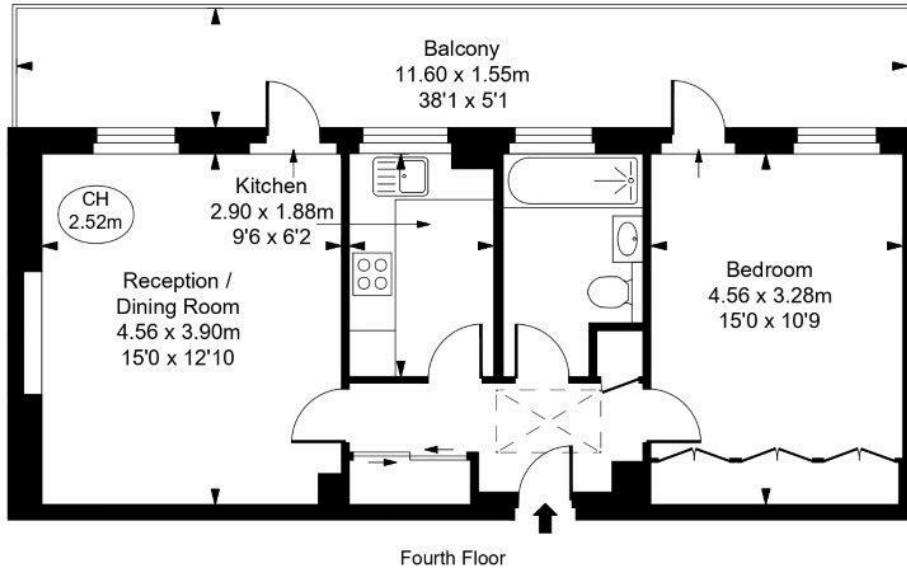 Balcony
11.60 x 1.55m
38'1 x 5'1
Kitchen
2.90 x 1.88m
9'6 x 6'2
CH
2.52m
Reception /
Dining Room
4.56 x 3.90m
15'0 x 12'10
Bedroom
4.56 x 3.28m
15'0 x 10'9
Fourth Floor